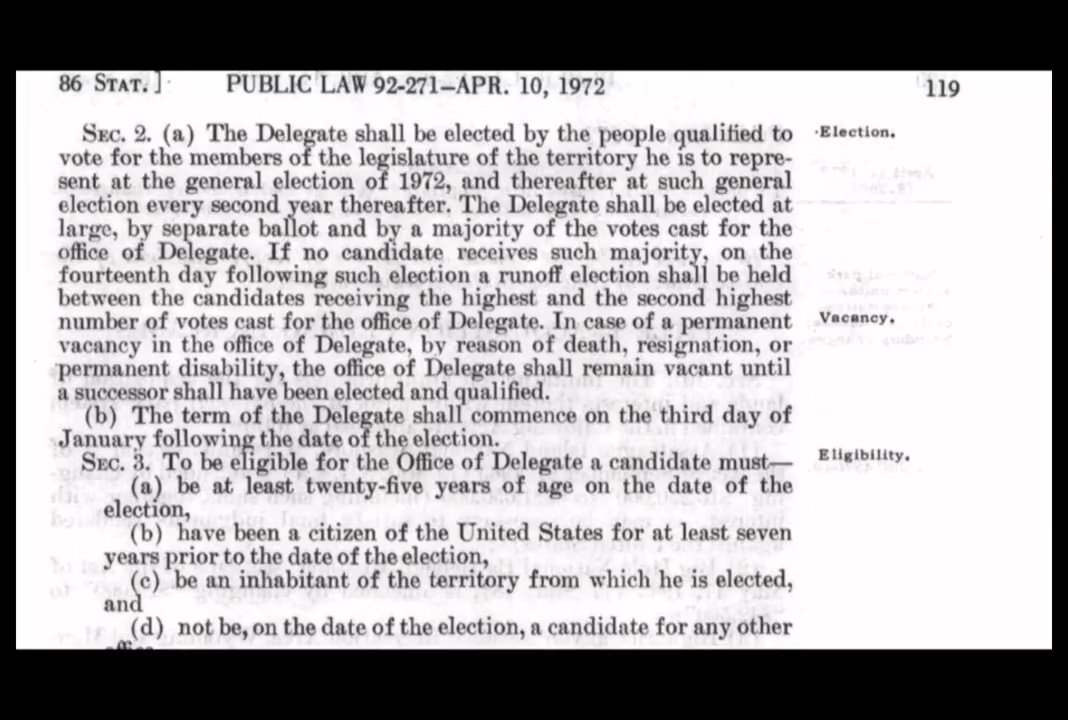 86 STAT.] PUBLIC LAW 92-271—APR. 10, 1972 119
SEC. 2. (a) The Delegate shall be elected by the people qualified to
Election.
vote for the members of the legislature of the territory he is to repre-
sent at the general election of 1972, and thereafter at such general
election every second year thereafter. The Delegate shall be elected at
large, by separate ballot and by a majority of the votes cast for the
office of Delegate. If no candidate receives such majority, on the
fourteenth day following such election a runoff election shall be held
between the candidates receiving the highest and the second highest
number of votes cast for the office of Delegate. In case of a permanent
Vacancy.
vacancy in the office of Delegate, by reason of death, resignation, or
permanent disability, the office of Delegate shall remain vacant until
a successor shall have been elected and qualified.
(b) The term of the Delegate shall commence on the third day of
January following the date of the election.
SEC. 3. To be eligible for the Office of Delegate a candidate must—
Eligibility.
(a) be at least twenty-five years of age on the date of the
election,
(b) have been a citizen of the United States for at least seven
years prior to the date of the election,
(c) be an inhabitant of the territory from which he is elected,
and
(d) not be, on the date of the election, a candidate for any other